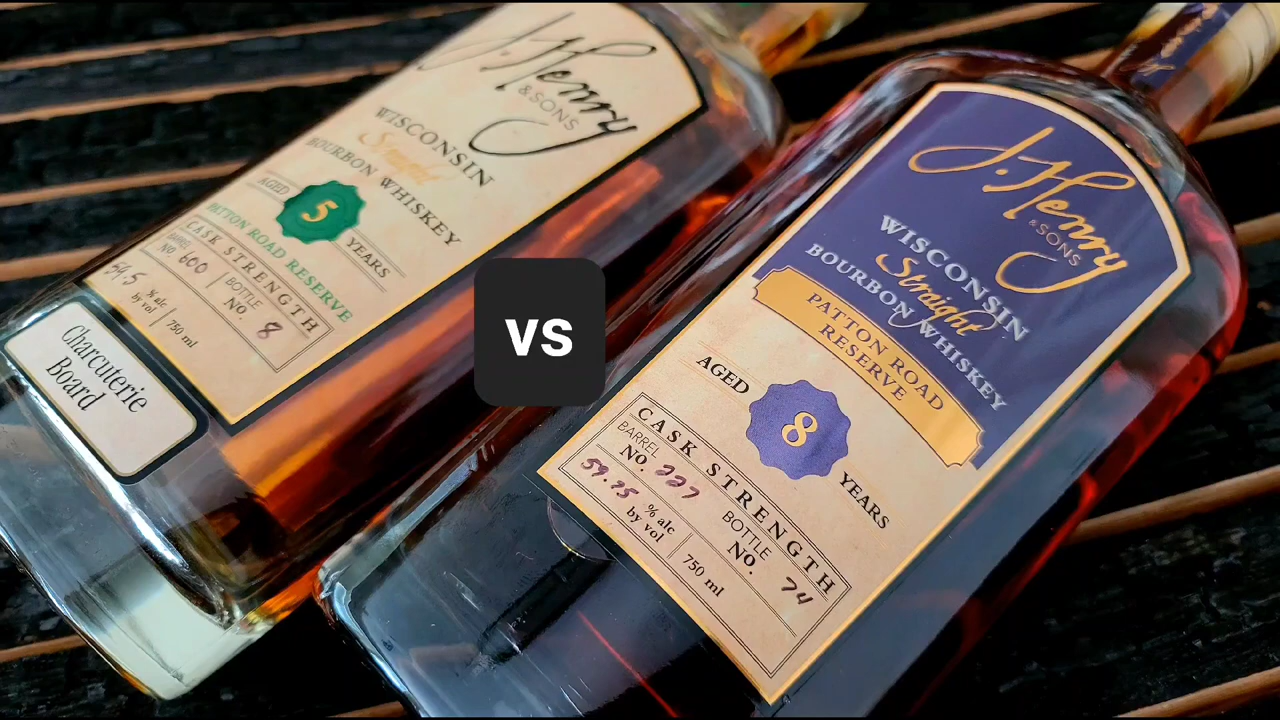 J. Henry
& SONS
WISCONSIN
Straight
BOURBON WHISKEY
AGED 5 YEARS
PATTON ROAD RESERVE
CASK STRENGTH
BARREL NO. 600
BOTTLE NO. 8
% alc by vol
750 ml
Charcuterie
Board
VS
J. Henry
& SONS
WISCONSIN
Straight
BOURBON WHISKEY
PATTON ROAD
RESERVE
AGED 8 YEARS
CASK STRENGTH
BARREL NO. 227
BOTTLE NO. 74
59.75 % alc by vol
750 ml